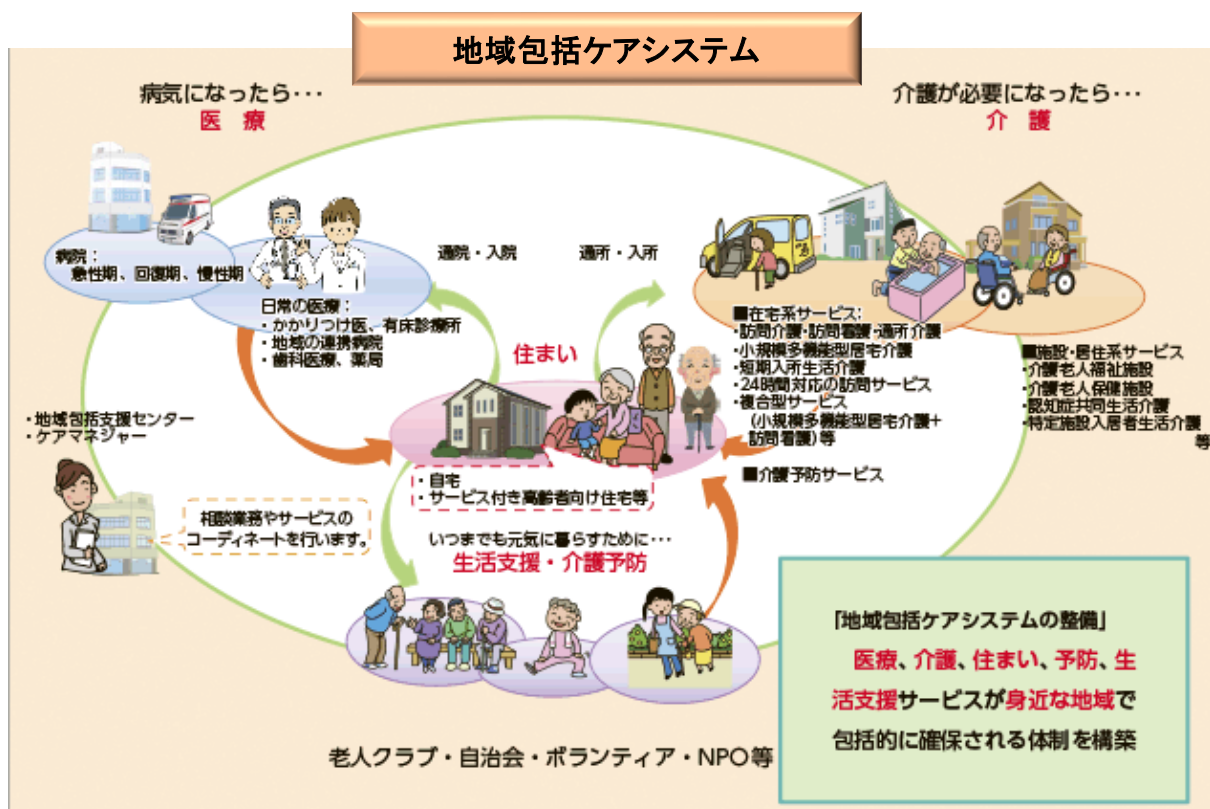 地域包括ケアシステム
病気になったら･･･
医　療
介護が必要になったら･･･
介　護
病院：
急性期、回復期、慢性期
日常の医療：
・かかりつけ医、有床診療所
・地域の連携病院
・歯科医療、薬局
通院・入院
通所・入所
住まい
■在宅系サービス:
・訪問介護・訪問看護・通所介護
・小規模多機能型居宅介護
・短期入所生活介護
・24時間対応の訪問サービス
・複合型サービス
(小規模多機能型居宅介護＋
訪問看護)等
■介護予防サービス
■施設・居住系サービス
・介護老人福祉施設
・介護老人保健施設
・認知症共同生活介護
・特定施設入居者生活介護
等
・地域包括支援センター
・ケアマネジャー
相談業務やサービスの
コーディネートを行います。
・自宅
・サービス付き高齢者向け住宅等
いつまでも元気に暮らすために･･･
生活支援・介護予防
老人クラブ・自治会・ボランティア・NPO等
｢地域包括ケアシステムの整備｣
医療、介護、住まい、予防、生
活支援サービスが身近な地域で
包括的に確保される体制を構築